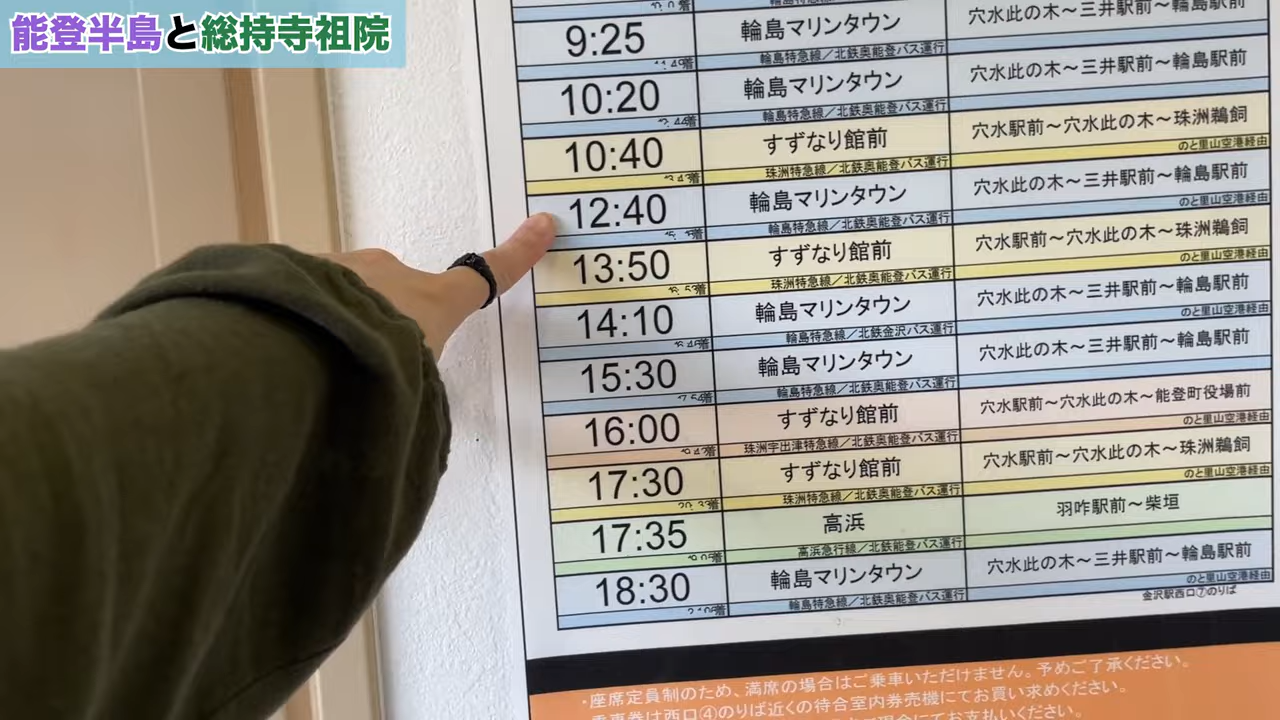 能登半島と総持寺祖院
9:25 輪島マリンタウン 穴水此の木～三井駅前～輪島駅前
輪島特急線／北鉄奥能登バス運行
10:20 輪島マリンタウン 穴水此の木～三井駅前～輪島駅前
輪島特急線／北鉄奥能登バス運行
10:40 すずなり館前 穴水駅前～穴水此の木～珠洲鵜飼
珠洲特急線／北鉄奥能登バス運行 のと里山空港経由
12:40 輪島マリンタウン 穴水此の木～三井駅前～輪島駅前
輪島特急線／北鉄奥能登バス運行 のと里山空港経由
13:50 すずなり館前 穴水駅前～穴水此の木～珠洲鵜飼
珠洲特急線／北鉄奥能登バス運行 のと里山空港経由
14:10 輪島マリンタウン 穴水此の木～三井駅前～輪島駅前
輪島特急線／北鉄金沢バス運行 のと里山空港経由
15:30 輪島マリンタウン 穴水此の木～三井駅前～輪島駅前
輪島特急線／北鉄奥能登バス運行
16:00 すずなり館前 穴水駅前～穴水此の木～能登町役場前
珠洲宇出津特急線／北鉄奥能登バス運行 のと里山空港経由
17:30 すずなり館前 穴水駅前～穴水此の木～珠洲鵜飼
珠洲特急線／北鉄奥能登バス運行 のと里山空港経由
17:35 高浜 羽咋駅前～柴垣
高浜急行線／北鉄能登バス運行
18:30 輪島マリンタウン 穴水此の木～三井駅前～輪島駅前
輪島特急線／北鉄奥能登バス運行 のと里山空港経由
金沢駅西口⑦のりば
・座席定員制のため、満席の場合はご乗車いただけません。予めご了承ください。
乗車券は西口④のりば近くの待合室内券売機にてお買い求めください。
にてお支払いください。